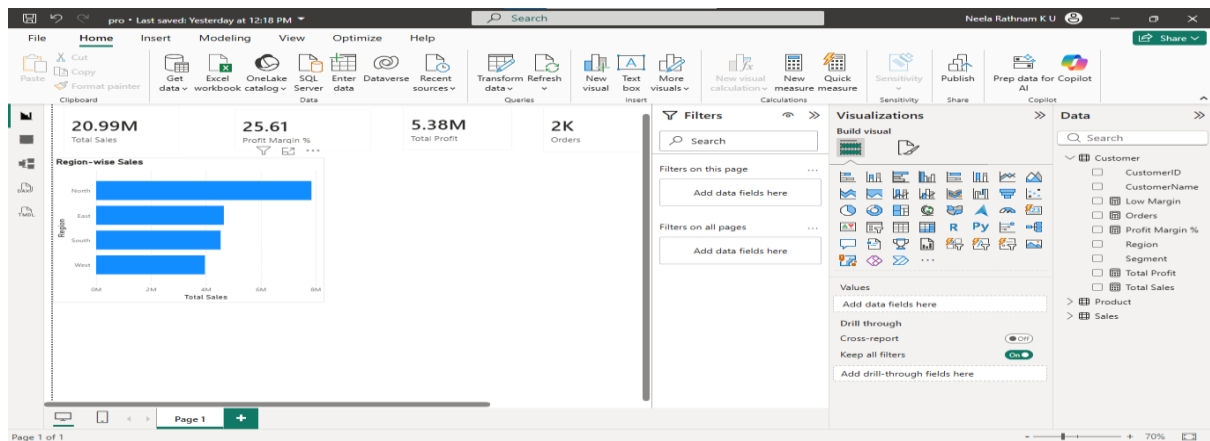 pro • Last saved: Yesterday at 12:18 PM
Search
Neela Rathnam K U
File Home Insert Modeling View Optimize Help
Share
Paste
Cut
Copy
Format painter
Clipboard
Get data
Excel workbook
OneLake catalog
SQL Server
Enter data
Dataverse
Recent sources
Data
Transform data
Refresh
Queries
New visual
Text box
More visuals
Insert
New visual calculation
New measure
Quick measure
Calculations
Sensitivity
Sensitivity
Publish
Share
Prep data for AI
Copilot
Copilot
DAX
TMDL
20.99M
Total Sales
25.61
Profit Margin %
5.38M
Total Profit
2K
Orders
Region-wise Sales
Region
North
East
South
West
0M 2M 4M 6M 8M
Total Sales
Filters
Search
Filters on this page
Add data fields here
Filters on all pages
Add data fields here
Visualizations
Build visual
R Py
Values
Add data fields here
Drill through
Cross-report
Off
Keep all filters
On
Add drill-through fields here
Data
Search
Customer
CustomerID
CustomerName
Low Margin
Orders
Profit Margin %
Region
Segment
Total Profit
Total Sales
Product
Sales
Page 1
Page 1 of 1
70%